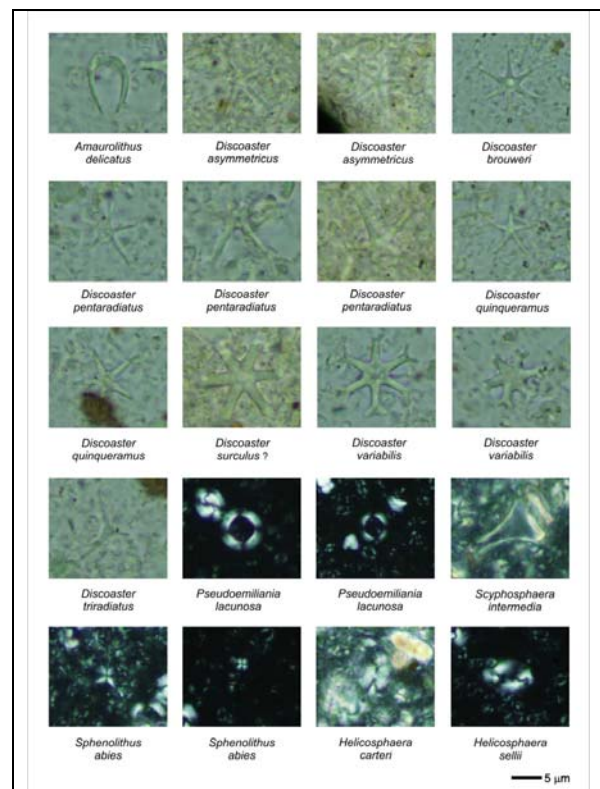 Amaurolithus delicatus
Discoaster asymmetricus
Discoaster asymmetricus
Discoaster brouweri
Discoaster pentaradiatus
Discoaster pentaradiatus
Discoaster pentaradiatus
Discoaster quinqueramus
Discoaster quinqueramus
Discoaster surculus ?
Discoaster variabilis
Discoaster variabilis
Discoaster triradiatus
Pseudoemiliania lacunosa
Pseudoemiliania lacunosa
Scyphosphaera intermedia
Sphenolithus abies
Sphenolithus abies
Helicosphaera carteri
Helicosphaera sellii
5 µm